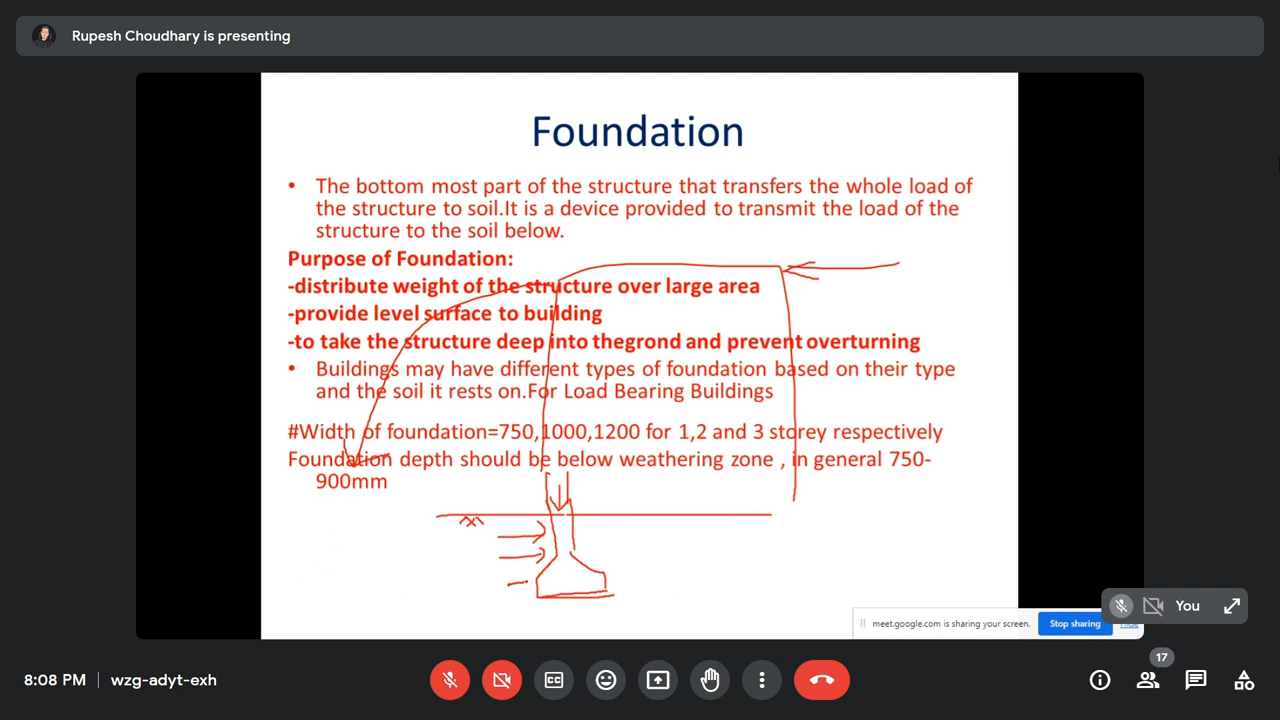 Rupesh Choudhary is presenting
Foundation
• The bottom most part of the structure that transfers the whole load of
the structure to soil.It is a device provided to transmit the load of the
structure to the soil below.
Purpose of Foundation:
-distribute weight of the structure over large area
-provide level surface to building
-to take the structure deep into thegrond and prevent overturning
• Buildings may have different types of foundation based on their type
and the soil it rests on.For Load Bearing Buildings
#Width of foundation=750,1000,1200 for 1,2 and 3 storey respectively
Foundation depth should be below weathering zone , in general 750-
900mm
You
meet.google.com is sharing your screen.
Stop sharing
Hide
17
8:08 PM
wzg-adyt-exh